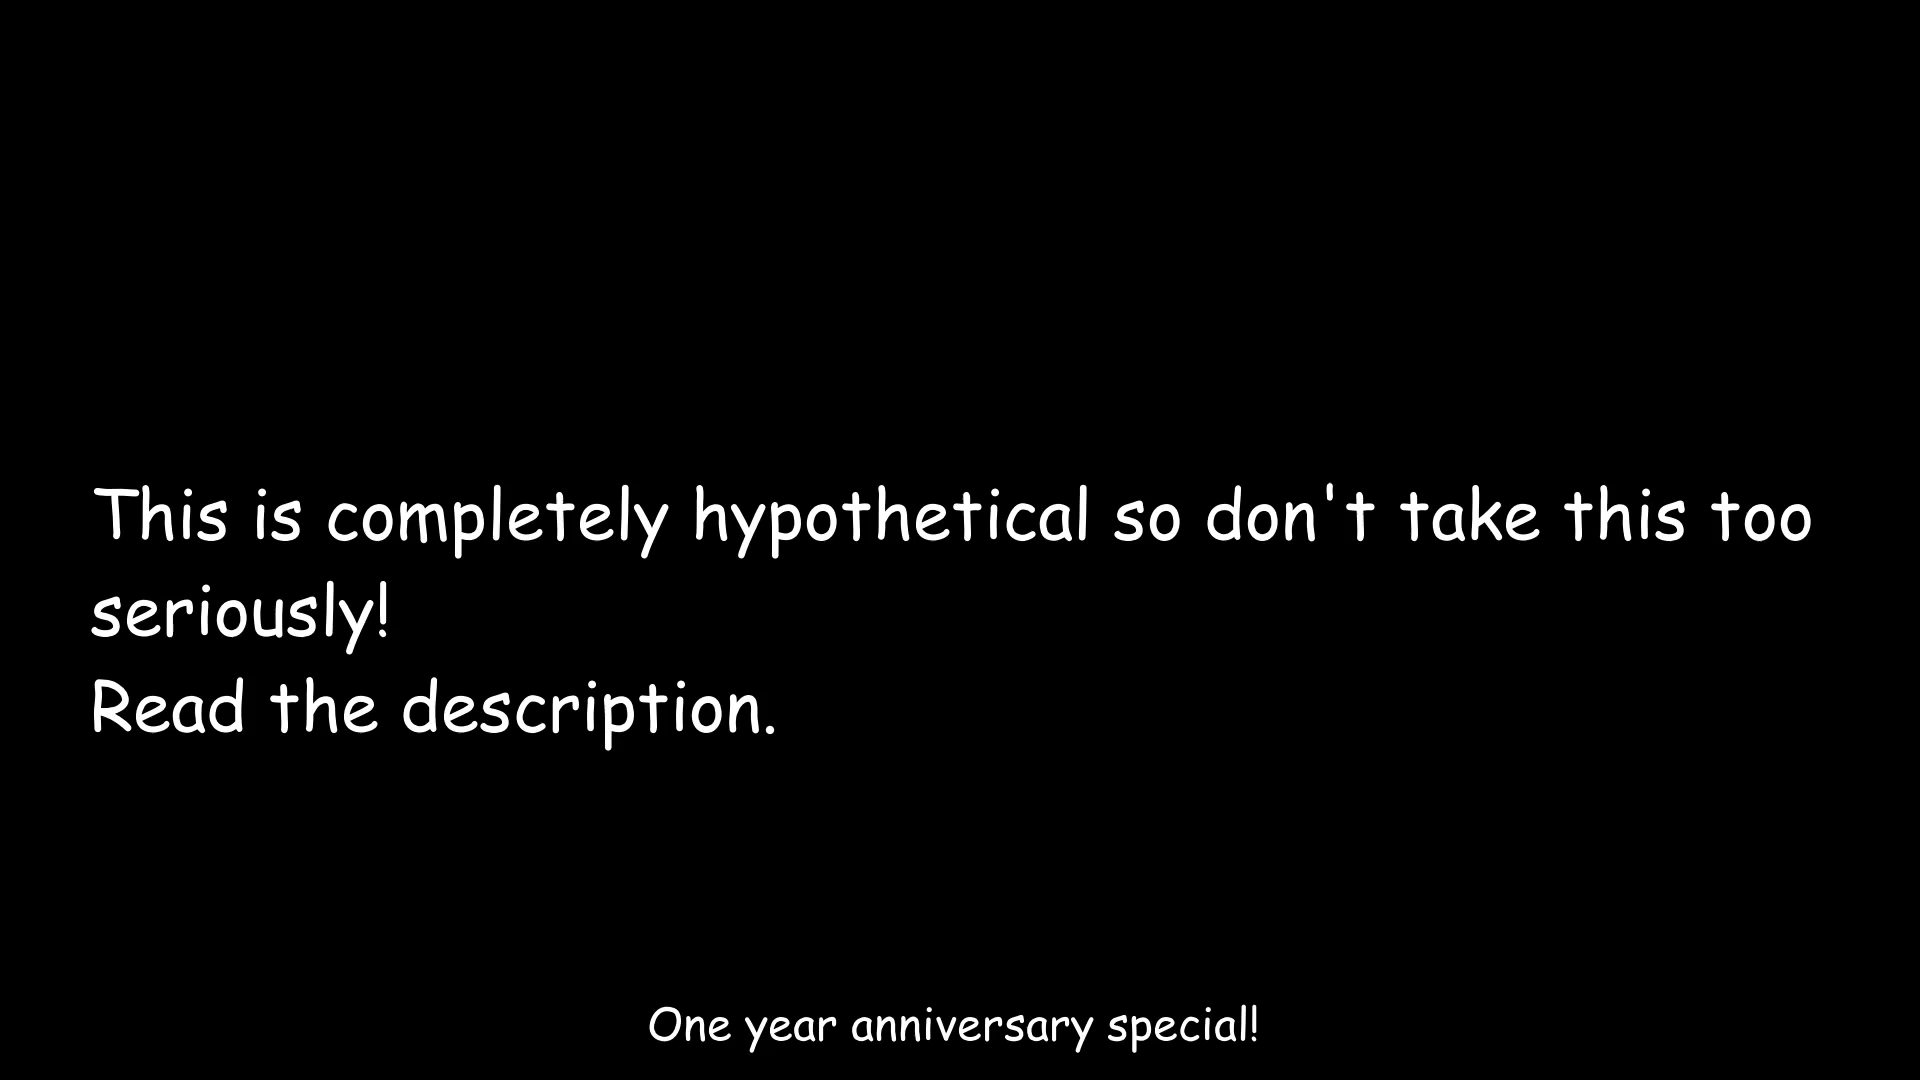 This is completely hypothetical so don't take this too
seriously!
Read the description.
One year anniversary special!